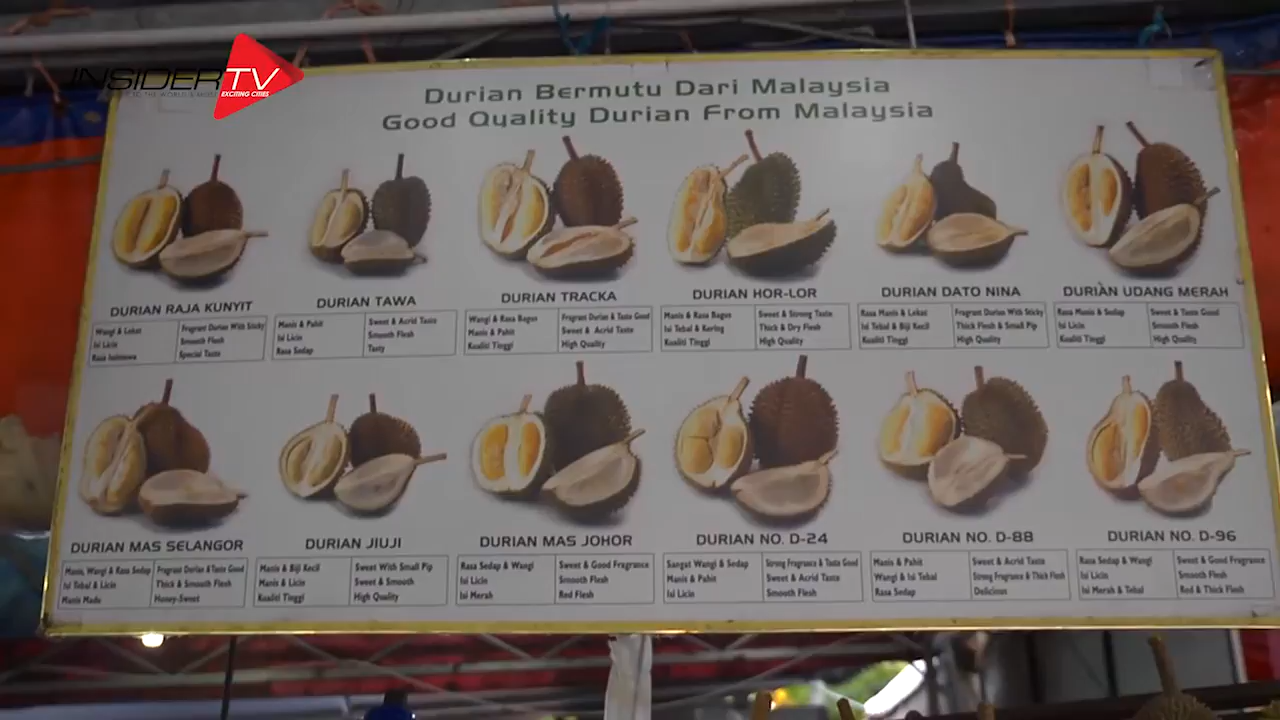 INSIDERTV
EXCITING CITIES
Durian Bermutu Dari Malaysia
Good Quality Durian From Malaysia
DURIAN RAJA KUNYIT
Wangi & Lekat
Isi Licin
Rasa Istimewa
Fragrant Durian With Sticky
Smooth Flesh
Special Taste
DURIAN TAWA
Manis & Pahit
Isi Licin
Rasa Sedap
Sweet & Acrid Taste
Smooth Flesh
Tasty
DURIAN TRACKA
Wangi & Rasa Bagus
Manis & Pahit
Kualiti Tinggi
Fragrant Durian & Taste Good
Sweet & Acrid Taste
High Quality
DURIAN HOR-LOR
Manis & Rasa Bagus
Isi Tebal & Kering
Kualiti Tinggi
Sweet & Strong Taste
Thick & Dry Flesh
High Quality
DURIAN DATO NINA
Rasa Manis & Lekat
Isi Tebal & Biji Kecil
Kualiti Tinggi
Fragrant Durian With Sticky
Thick Flesh & Small Pip
High Quality
DURIAN UDANG MERAH
Rasa Manis & Sedap
Isi Licin
Kualiti Tinggi
Sweet & Taste Good
Smooth Flesh
High Quality
DURIAN MAS SELANGOR
Manis, Wangi & Rasa Sedap
Isi Tebal & Licin
Manis Madu
Fragrant Durian & Taste Good
Thick & Smooth Flesh
Honey-Sweet
DURIAN JIUJI
Manis & Biji Kecil
Manis & Licin
Kualiti Tinggi
Sweet With Small Pip
Sweet & Smooth
High Quality
DURIAN MAS JOHOR
Rasa Sedap & Wangi
Isi Licin
Isi Merah
Sweet & Good Fragrance
Smooth Flesh
Red Flesh
DURIAN NO. D-24
Sangat Wangi & Sedap
Manis & Pahit
Isi Licin
Strong Fragrance & Taste Good
Sweet & Acrid Taste
Smooth Flesh
DURIAN NO. D-88
Manis & Pahit
Wangi & Isi Tebal
Rasa Sedap
Sweet & Acrid Taste
Strong Fragrance & Thick Flesh
Delicious
DURIAN NO. D-96
Rasa Sedap & Wangi
Isi Licin
Isi Merah & Tebal
Sweet & Good Fragrance
Smooth Flesh
Red & Thick Flesh